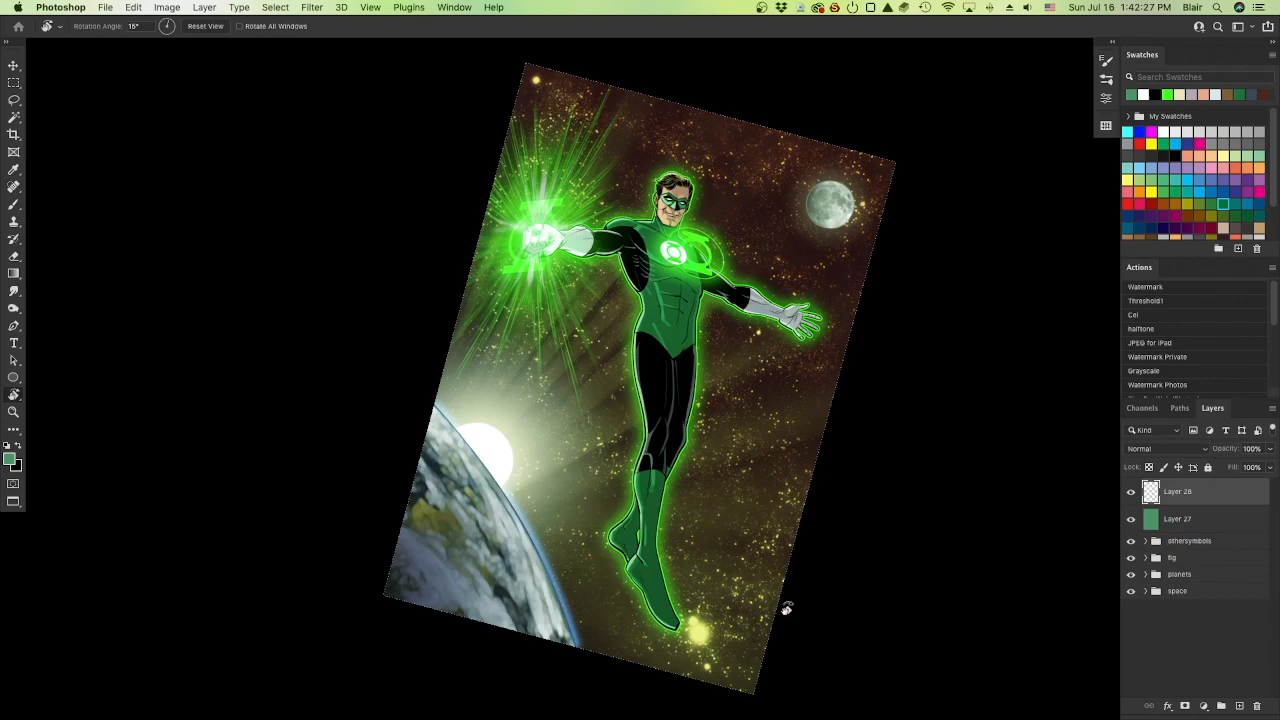 Photoshop File Edit Image Layer Type Select Filter 3D View Plugins Window Help Sun Jul 16 1:42:27 PM Blair
Rotation Angle: 15° Reset View Rotate All Windows
Swatches
Search Swatches
My Swatches
Actions
Watermark
Threshold1
Cel
halftone
JPEG for iPad
Watermark Private
Grayscale
Watermark Photos
Channels Paths Layers
Kind
Normal Opacity: 100%
Lock: Fill: 100%
Layer 28
Layer 27
othersymbols
fig
planets
space